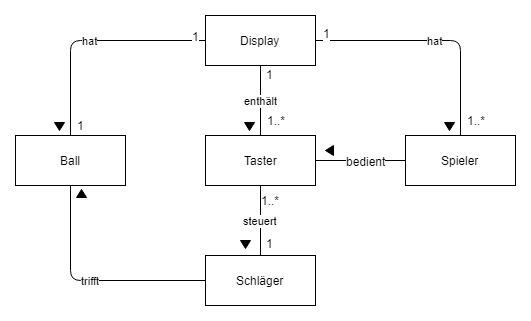 Display
hat
1
1
hat
1
enthält
1..*
1
1..*
Ball
Taster
bedient
Spieler
1..*
steuert
1
trifft
Schläger